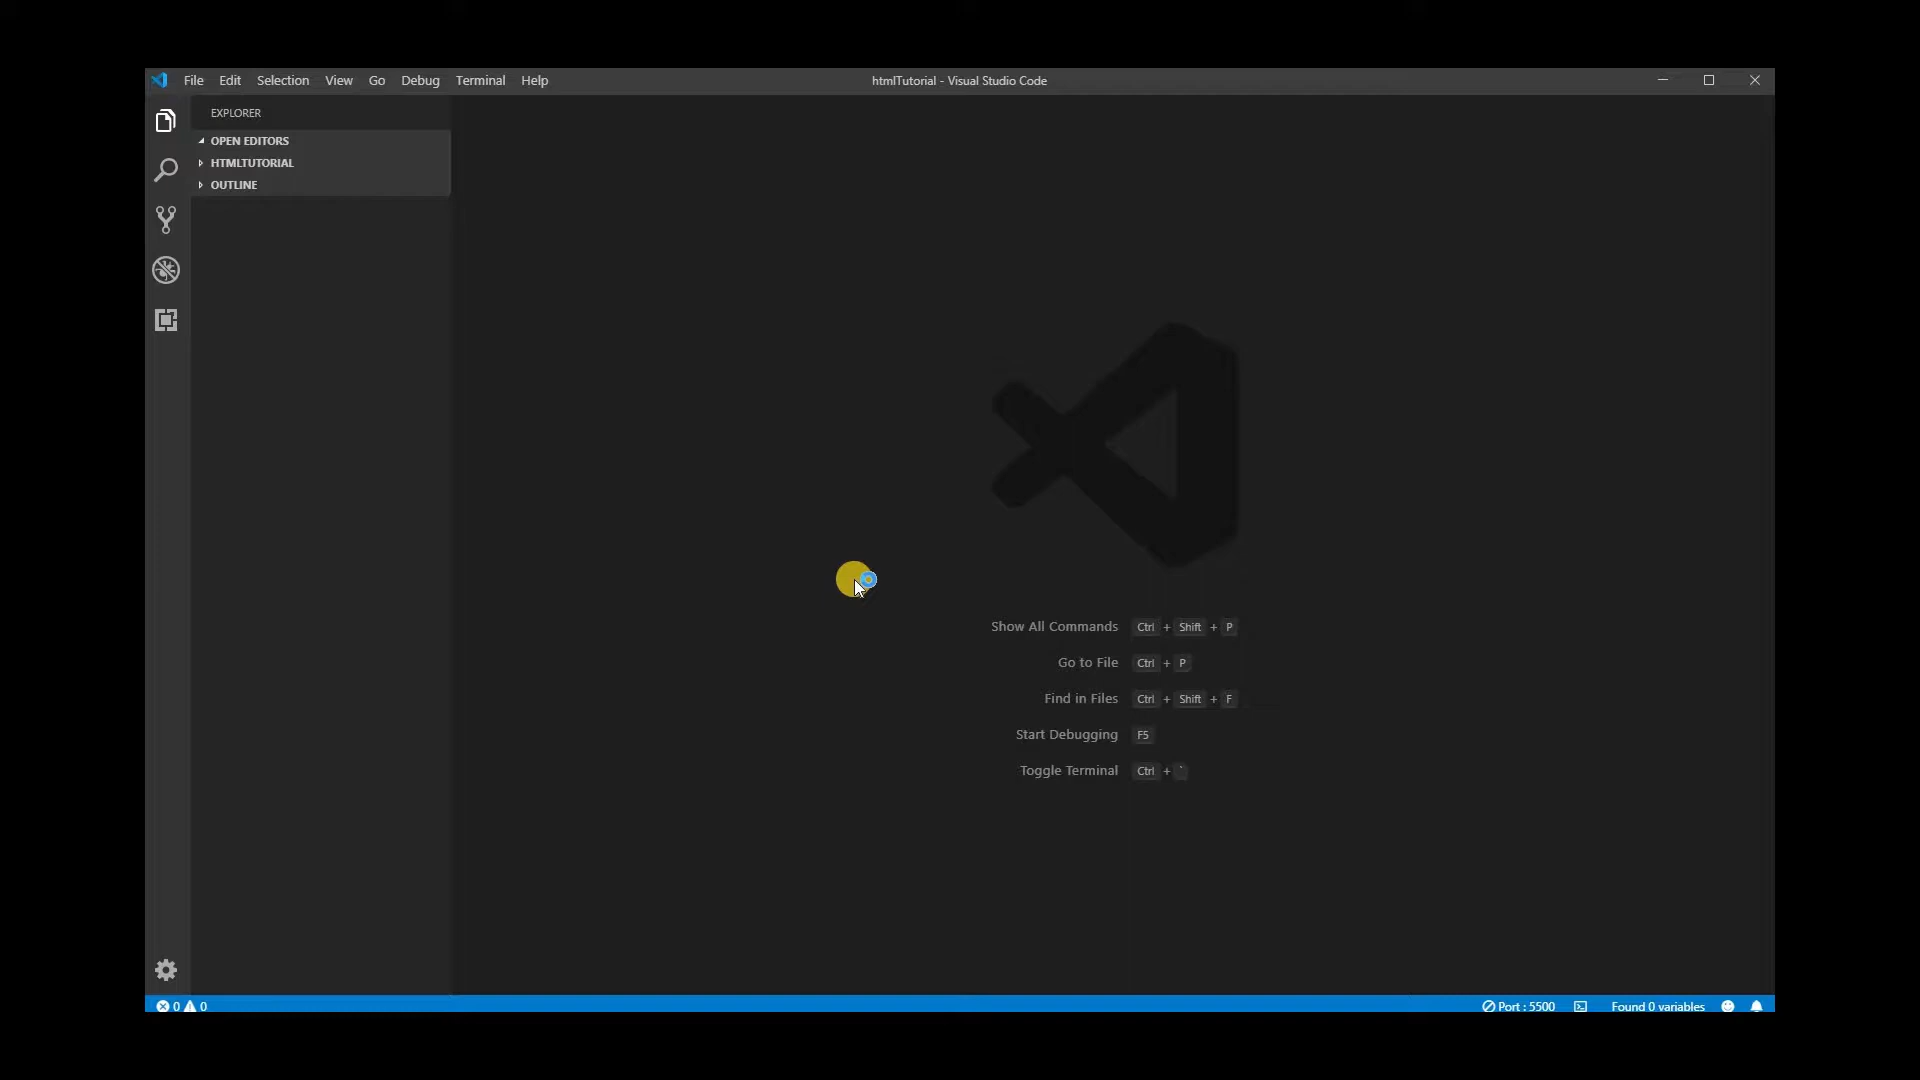 File Edit Selection View Go Debug Terminal Help
htmlTutorial - Visual Studio Code
EXPLORER
OPEN EDITORS
HTMLTUTORIAL
OUTLINE
Show All Commands Ctrl + Shift + P
Go to File Ctrl + P
Find in Files Ctrl + Shift + F
Start Debugging F5
Toggle Terminal Ctrl + `
0 0
Port : 5500
Found 0 variables